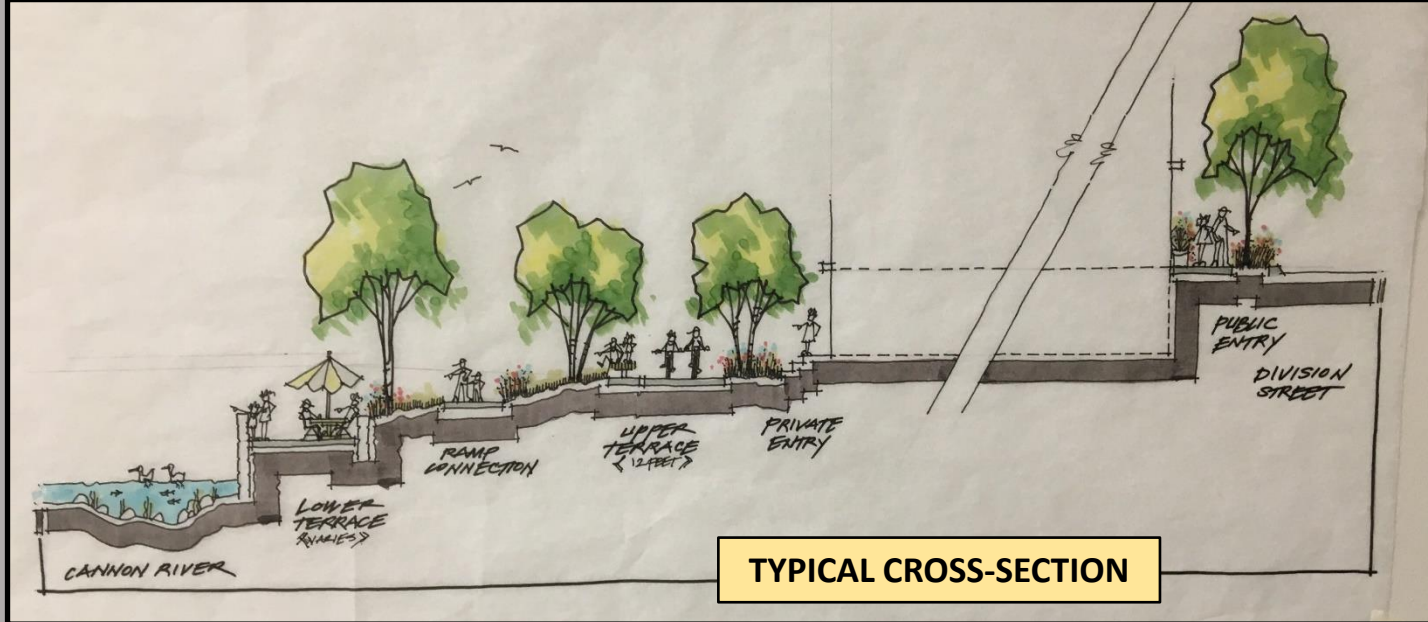 CANNON RIVER
LOWER
TERRACE
<VARIES>
RAMP
CONNECTION
UPPER
TERRACE
<12 FEET>
PRIVATE
ENTRY
PUBLIC
ENTRY
DIVISION
STREET
TYPICAL CROSS-SECTION